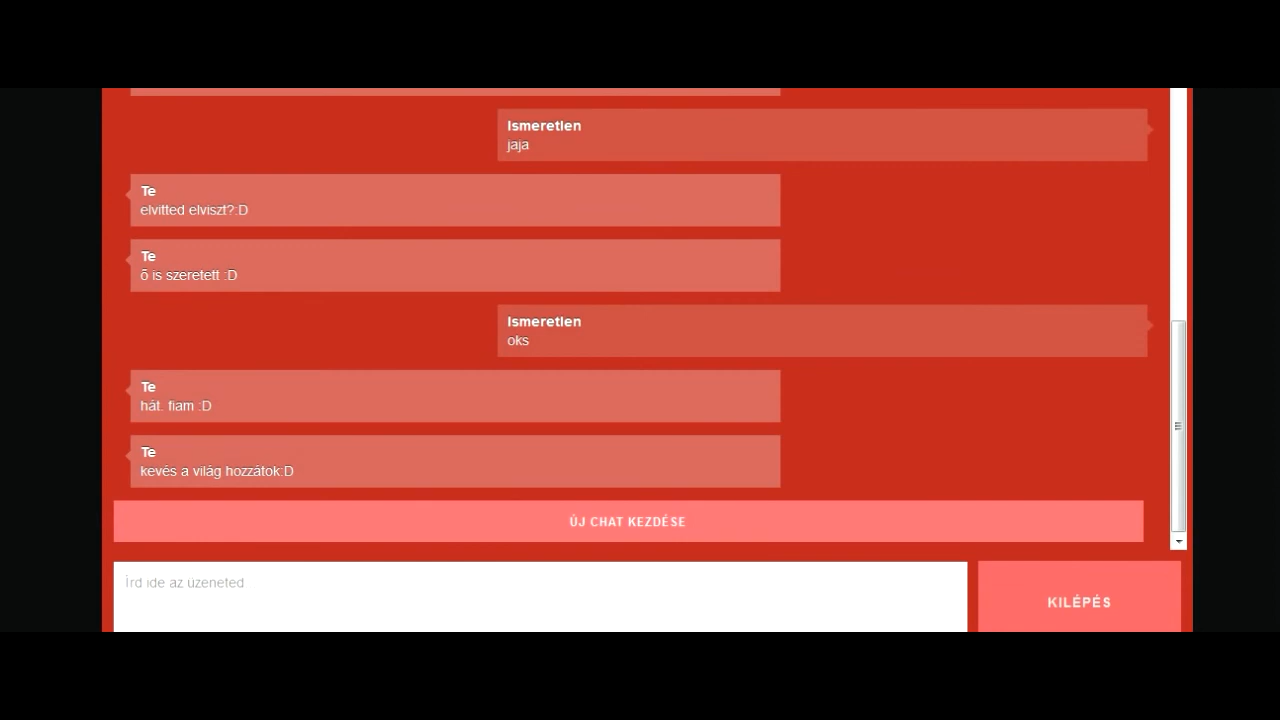 Ismeretlen
jaja
Te
elvitted elviszt?:D
Te
õ is szeretett :D
Ismeretlen
oks
Te
hát. fiam :D
Te
kevés a világ hozzátok:D
ÚJ CHAT KEZDÉSE
Írd ide az üzeneted
KILÉPÉS